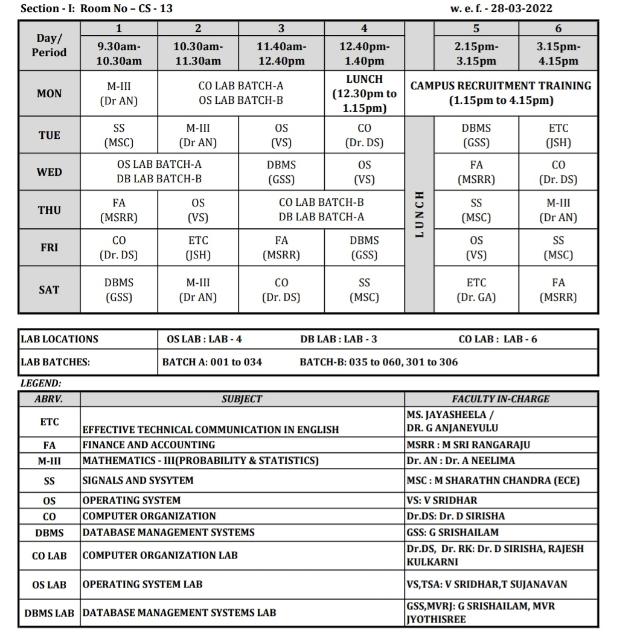 Section - I: Room No – CS - 13 w. e. f. - 28-03-2022
Day/ Period 1 2 3 4 5 6
9.30am-10.30am 10.30am-11.30am 11.40am-12.40pm 12.40pm-1.40pm 2.15pm-3.15pm 3.15pm-4.15pm
MON M-III (Dr AN) CO LAB BATCH-A OS LAB BATCH-B LUNCH (12.30pm to 1.15pm) CAMPUS RECRUITMENT TRAINING (1.15pm to 4.15pm)
TUE SS (MSC) M-III (Dr AN) OS (VS) CO (Dr. DS) LUNCH DBMS (GSS) ETC (JSH)
WED OS LAB BATCH-A DB LAB BATCH-B DBMS (GSS) OS (VS) FA (MSRR) CO (Dr. DS)
THU FA (MSRR) OS (VS) CO LAB BATCH-B DB LAB BATCH-A SS (MSC) M-III (Dr AN)
FRI CO (Dr. DS) ETC (JSH) FA (MSRR) DBMS (GSS) OS (VS) SS (MSC)
SAT DBMS (GSS) M-III (Dr AN) CO (Dr. DS) SS (MSC) ETC (Dr. GA) FA (MSRR)
LAB LOCATIONS OS LAB : LAB - 4 DB LAB : LAB - 3 CO LAB : LAB - 6
LAB BATCHES: BATCH A: 001 to 034 BATCH-B: 035 to 060, 301 to 306
LEGEND:
ABRV. SUBJECT FACULTY IN-CHARGE
ETC EFFECTIVE TECHNICAL COMMUNICATION IN ENGLISH MS. JAYASHEELA / DR. G ANJANEYULU
FA FINANCE AND ACCOUNTING MSRR : M SRI RANGARAJU
M-III MATHEMATICS - III(PROBABILITY & STATISTICS) Dr. AN : Dr. A NEELIMA
SS SIGNALS AND SYSYTEM MSC : M SHARATHN CHANDRA (ECE)
OS OPERATING SYSTEM VS: V SRIDHAR
CO COMPUTER ORGANIZATION Dr.DS: Dr. D SIRISHA
DBMS DATABASE MANAGEMENT SYSTEMS GSS: G SRISHAILAM
CO LAB COMPUTER ORGANIZATION LAB Dr.DS, Dr. RK: Dr. D SIRISHA, RAJESH KULKARNI
OS LAB OPERATING SYSTEM LAB VS,TSA: V SRIDHAR,T SUJANAVAN
DBMS LAB DATABASE MANAGEMENT SYSTEMS LAB GSS,MVRJ: G SRISHAILAM, MVR JYOTHISREE